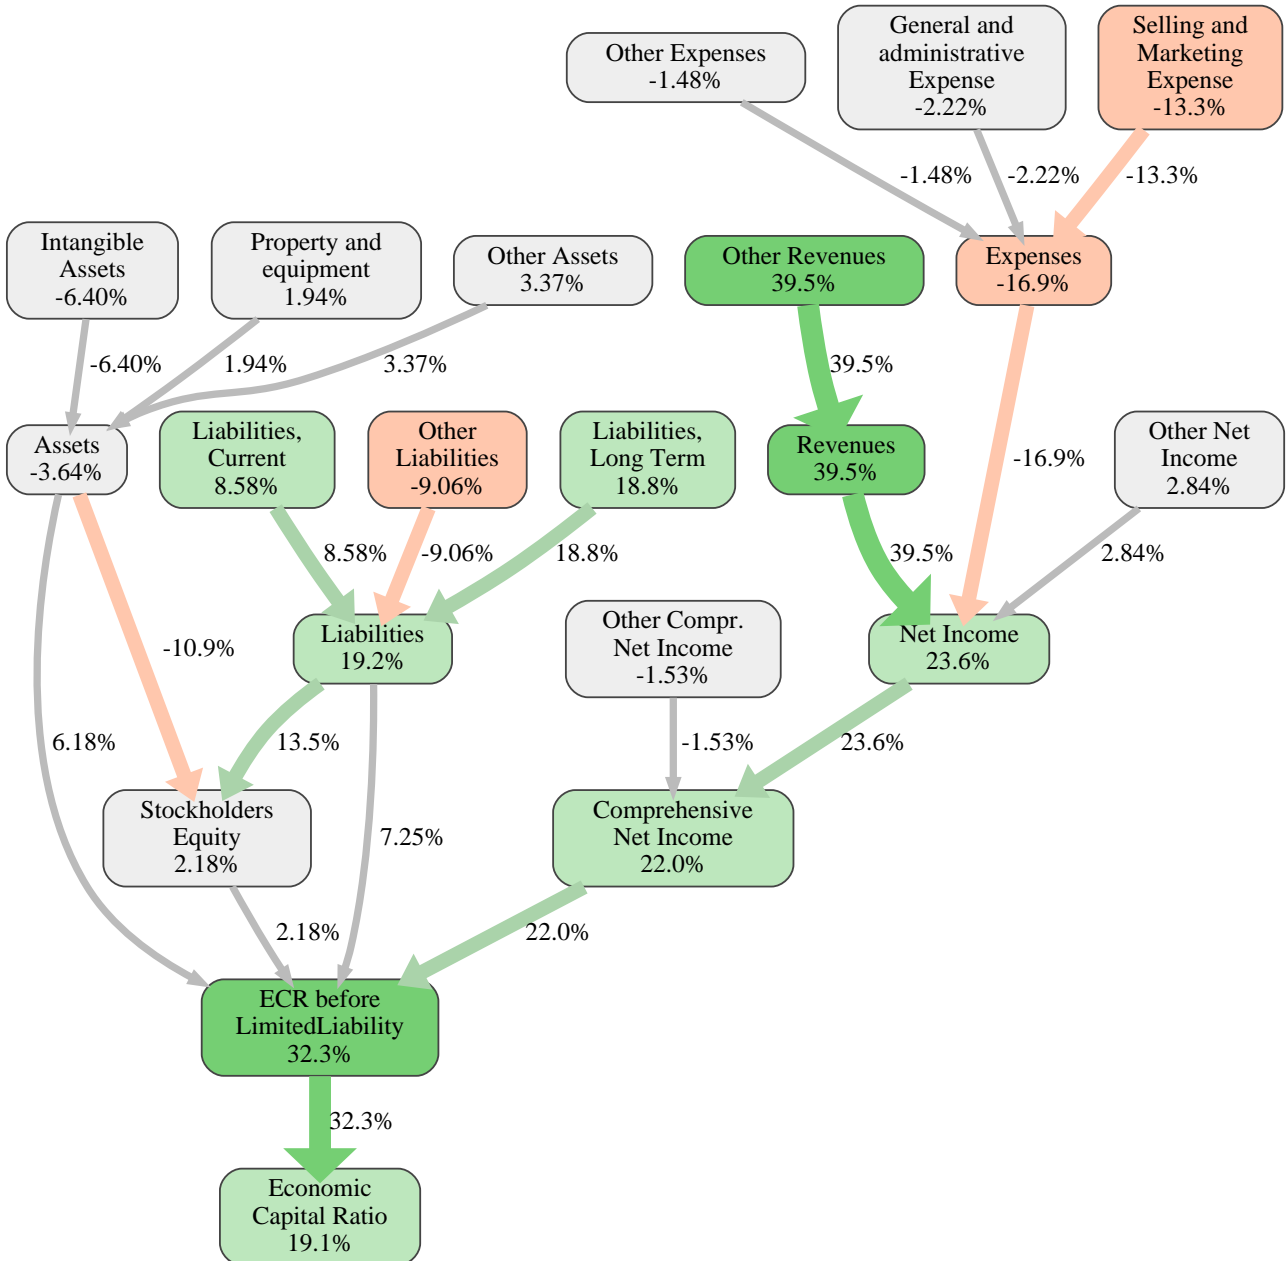 Other Expenses
-1.48%
General and
administrative
Expense
-2.22%
Selling and
Marketing
Expense
-13.3%
-1.48%
-2.22%
-13.3%
Intangible
Assets
-6.40%
Property and
equipment
1.94%
Other Assets
3.37%
Other Revenues
39.5%
Expenses
-16.9%
-6.40%
1.94%
3.37%
39.5%
Assets
-3.64%
Liabilities,
Current
8.58%
Other
Liabilities
-9.06%
Liabilities,
Long Term
18.8%
Revenues
39.5%
-16.9%
Other Net
Income
2.84%
8.58%
-9.06%
18.8%
39.5%
2.84%
-10.9%
Liabilities
19.2%
Other Compr.
Net Income
-1.53%
Net Income
23.6%
6.18%
13.5%
-1.53%
23.6%
Stockholders
Equity
2.18%
7.25%
Comprehensive
Net Income
22.0%
2.18%
22.0%
ECR before
LimitedLiability
32.3%
32.3%
Economic
Capital Ratio
19.1%